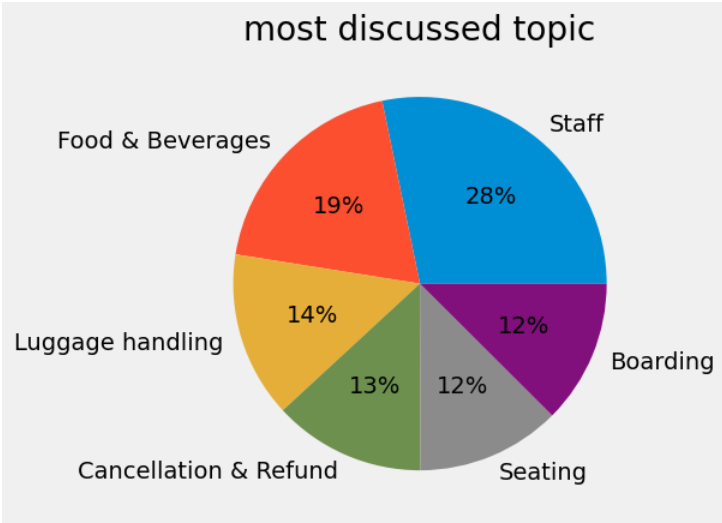 most discussed topic
Staff
Food & Beverages
28%
19%
14%
Luggage handling
12%
Boarding
13%
12%
Cancellation & Refund
Seating